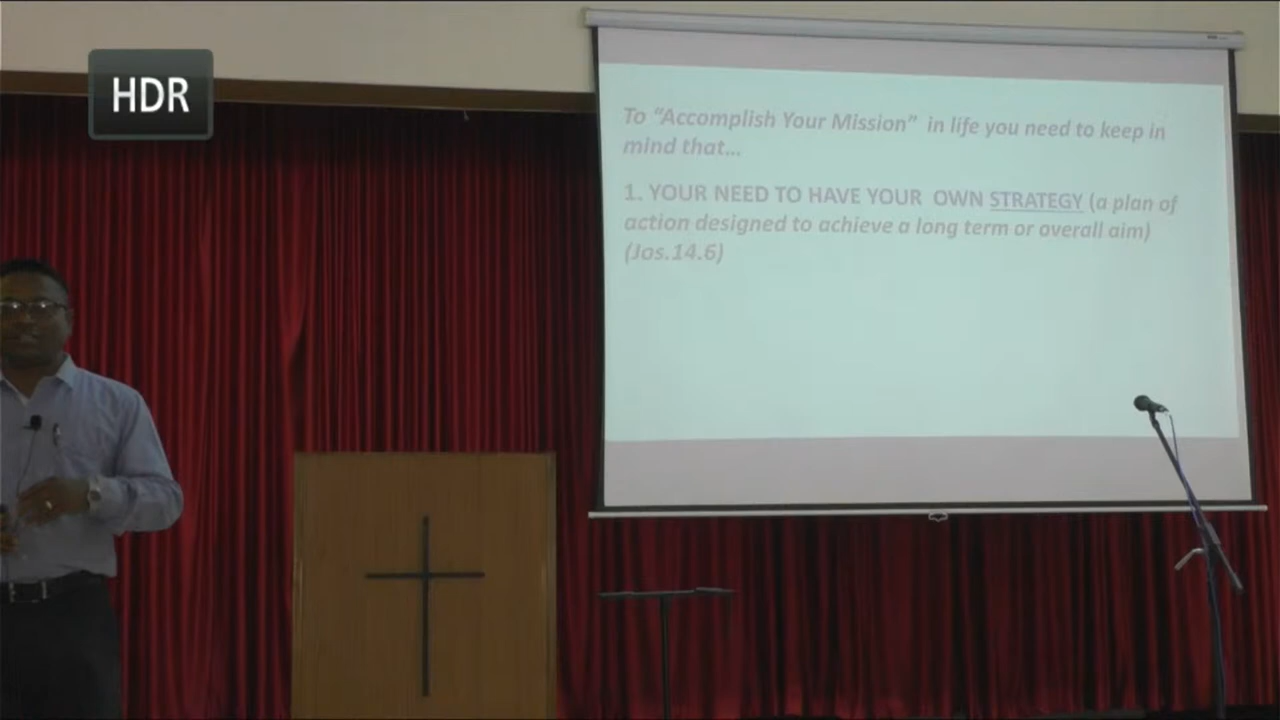 HDR
To “Accomplish Your Mission” in life you need to keep in
mind that...
1. YOUR NEED TO HAVE YOUR OWN STRATEGY (a plan of
action designed to achieve a long term or overall aim)
(Jos.14.6)